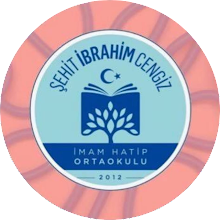 ŞEHİT İBRAHİM CENGİZ
İMAM HATİP
ORTAOKULU
2012